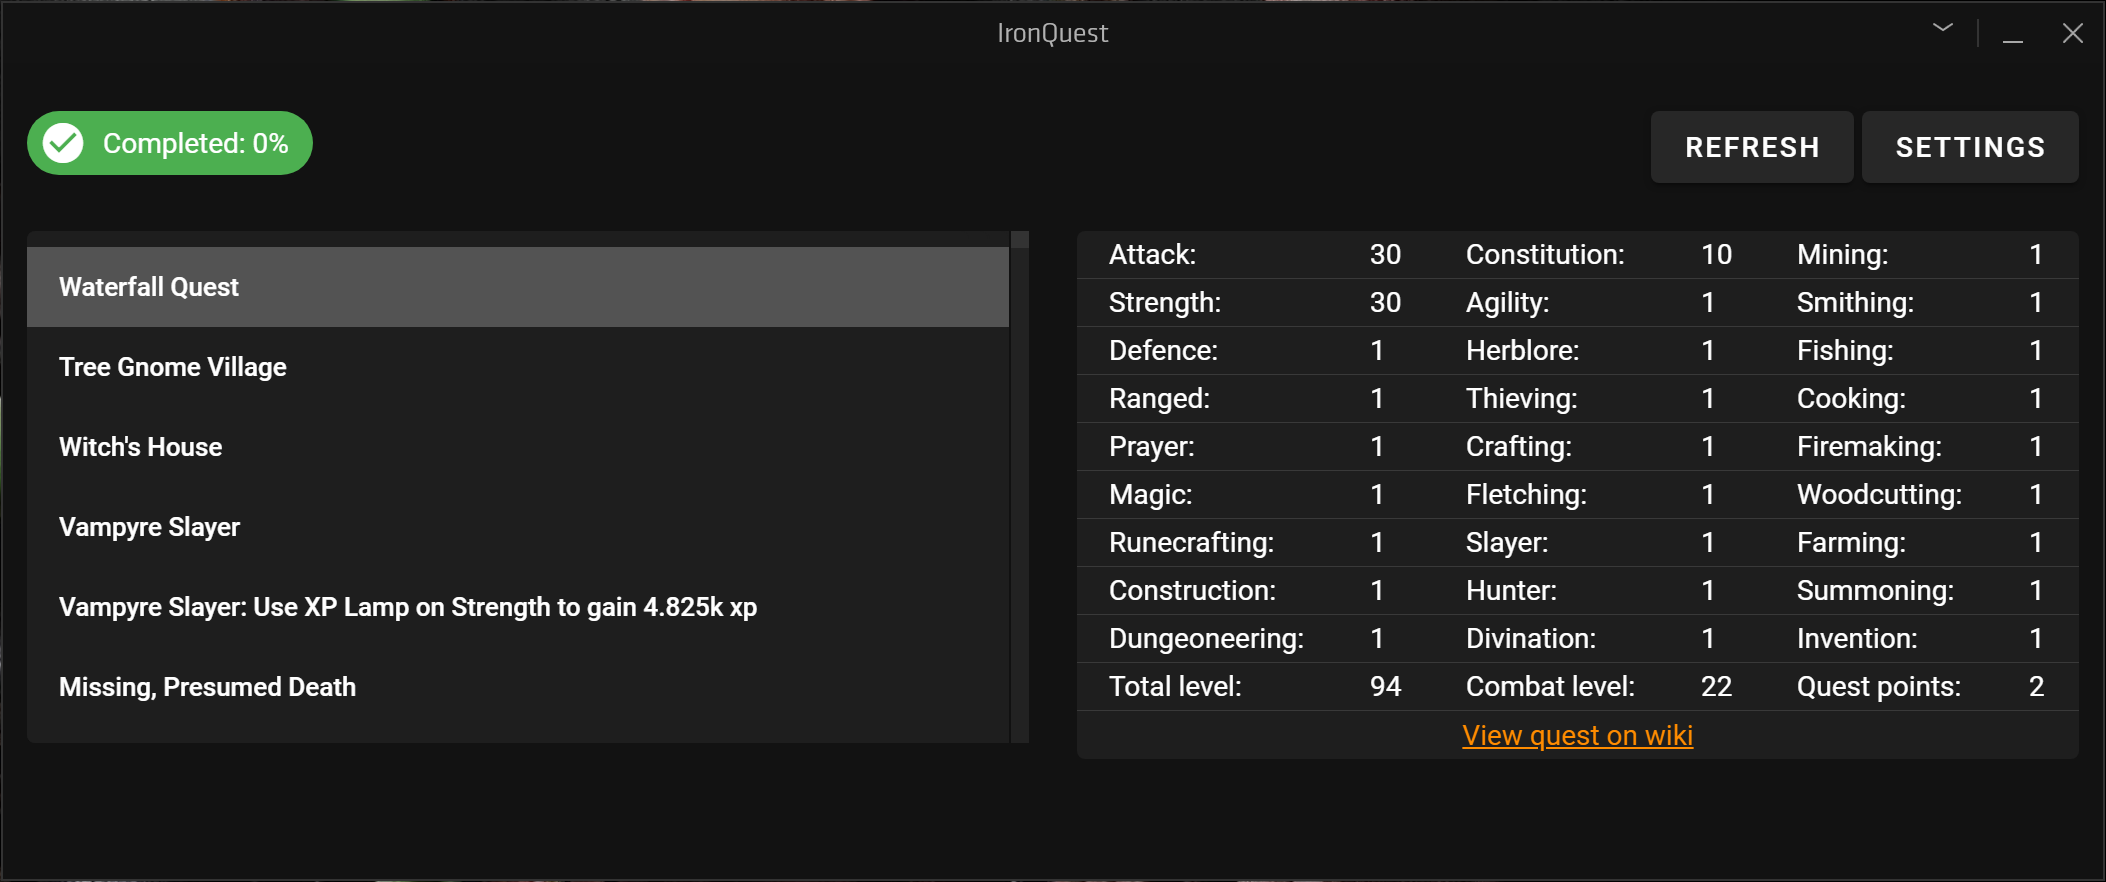 IronQuest
Completed: 0%
REFRESH SETTINGS
Waterfall Quest
Tree Gnome Village
Witch's House
Vampyre Slayer
Vampyre Slayer: Use XP Lamp on Strength to gain 4.825k xp
Missing, Presumed Death
Attack: 30 Constitution: 10 Mining: 1
Strength: 30 Agility: 1 Smithing: 1
Defence: 1 Herblore: 1 Fishing: 1
Ranged: 1 Thieving: 1 Cooking: 1
Prayer: 1 Crafting: 1 Firemaking: 1
Magic: 1 Fletching: 1 Woodcutting: 1
Runecrafting: 1 Slayer: 1 Farming: 1
Construction: 1 Hunter: 1 Summoning: 1
Dungeoneering: 1 Divination: 1 Invention: 1
Total level: 94 Combat level: 22 Quest points: 2
View quest on wiki